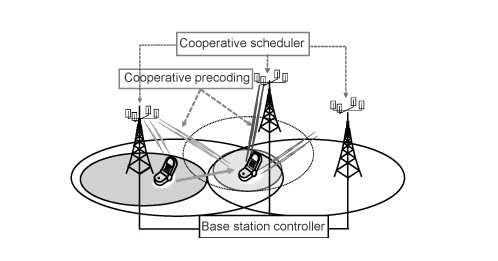 Cooperative scheduler
Cooperative precoding
Base station controller